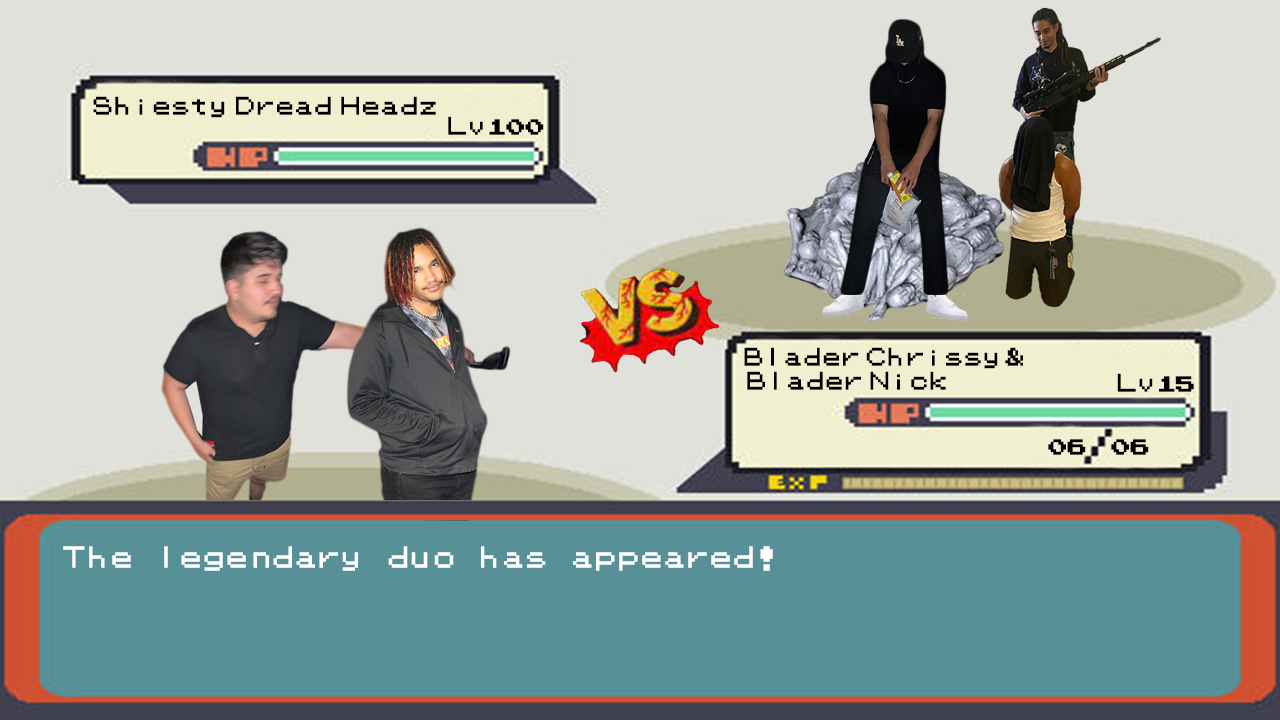 Shiesty Dread Headz
Lv100
HP
LA
VS
Blader Chrissy &
Blader Nick
Lv15
HP
06/06
EXP
The legendary duo has appeared!